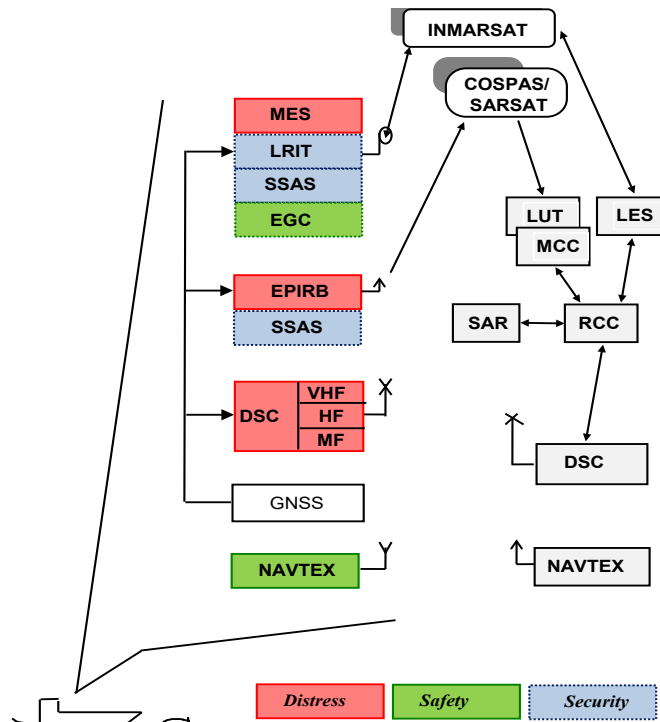 INMARSAT
COSPAS/
SARSAT
MES
LRIT
SSAS
EGC
LUT
MCC
LES
EPIRB
SSAS
SAR
RCC
DSC
VHF
HF
MF
DSC
GNSS
NAVTEX
NAVTEX
Distress
Safety
Security